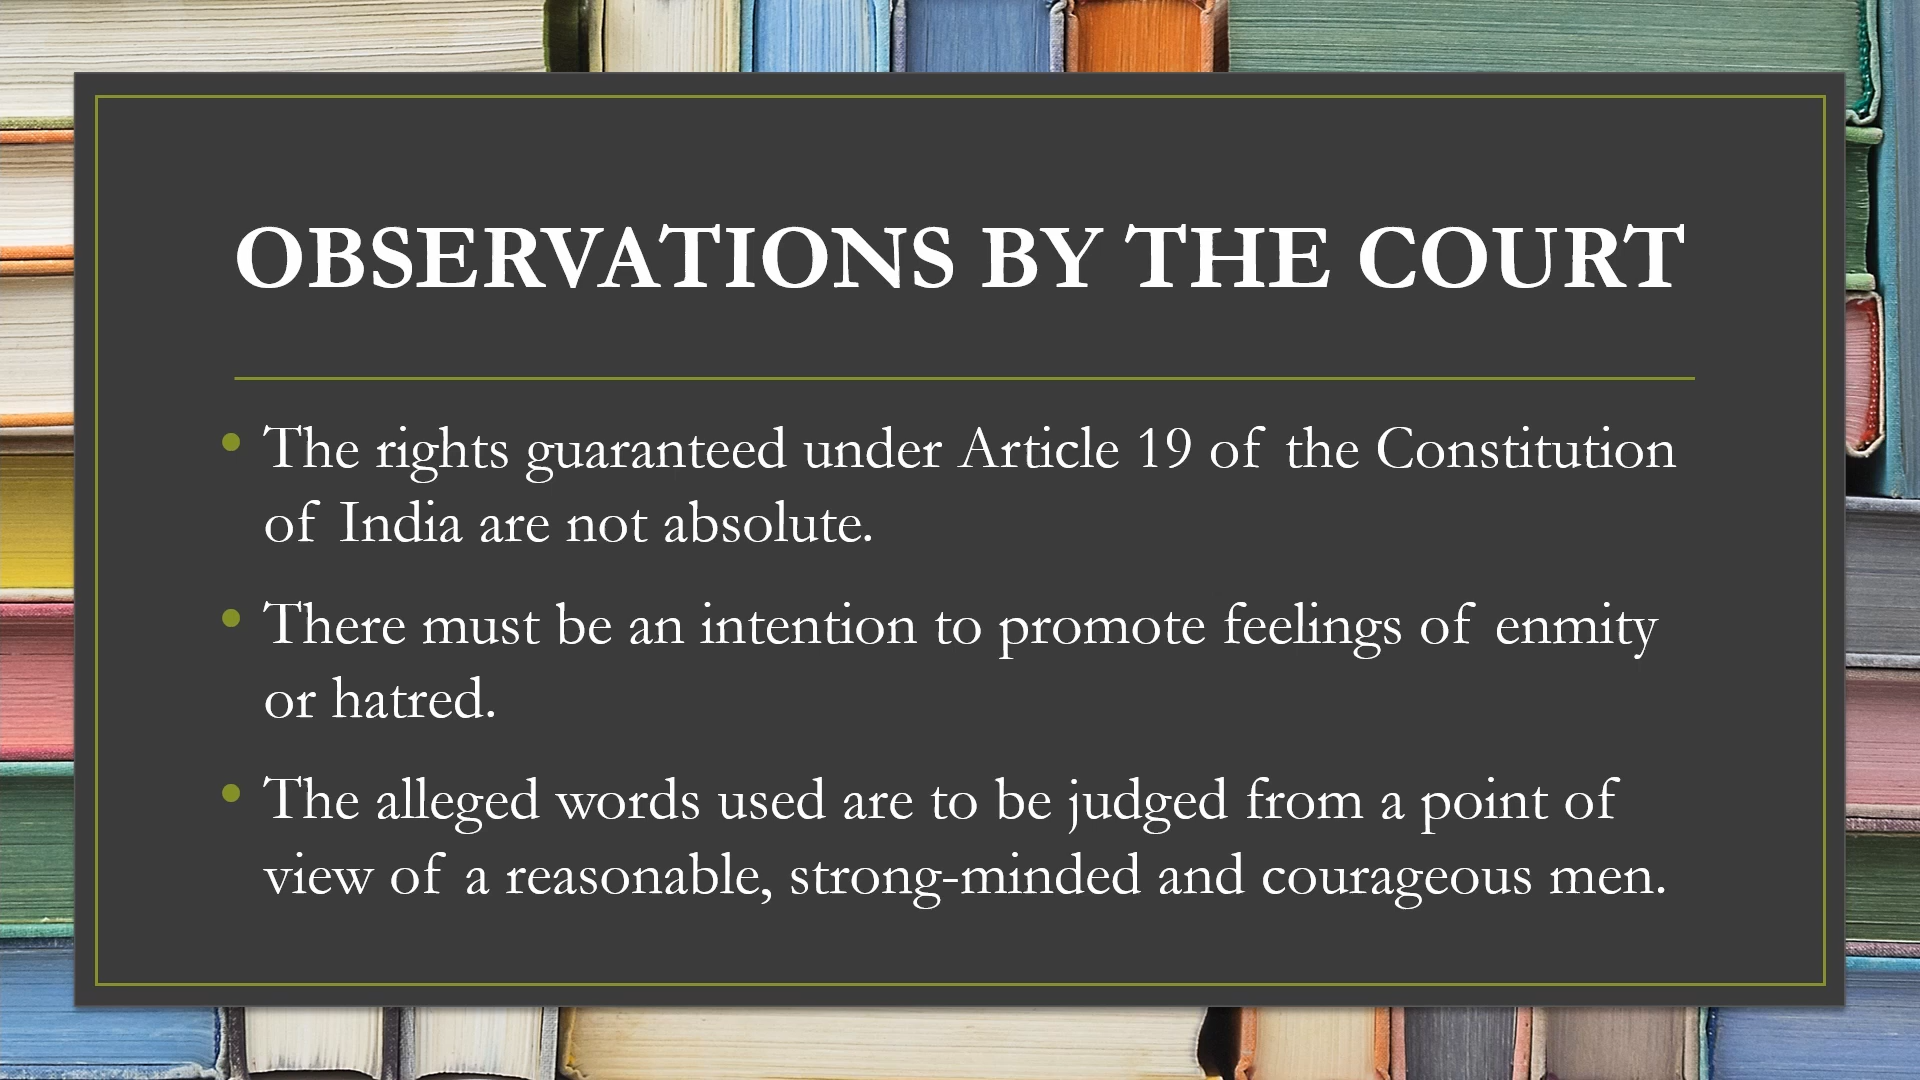 OBSERVATIONS BY THE COURT
• The rights guaranteed under Article 19 of the Constitution
of India are not absolute.
• There must be an intention to promote feelings of enmity
or hatred.
• The alleged words used are to be judged from a point of
view of a reasonable, strong-minded and courageous men.